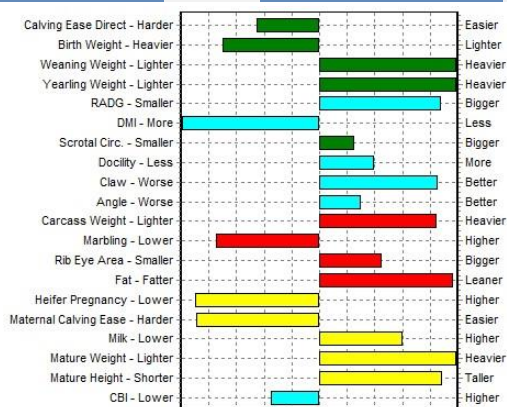 Calving Ease Direct - Harder Easier
Birth Weight - Heavier Lighter
Weaning Weight - Lighter Heavier
Yearling Weight - Lighter Heavier
RADG - Smaller Bigger
DMI - More Less
Scrotal Circ. - Smaller Bigger
Docility - Less More
Claw - Worse Better
Angle - Worse Better
Carcass Weight - Lighter Heavier
Marbling - Lower Higher
Rib Eye Area - Smaller Bigger
Fat - Fatter Leaner
Heifer Pregnancy - Lower Higher
Maternal Calving Ease - Harder Easier
Milk - Lower Higher
Mature Weight - Lighter Heavier
Mature Height - Shorter Taller
CBI - Lower Higher